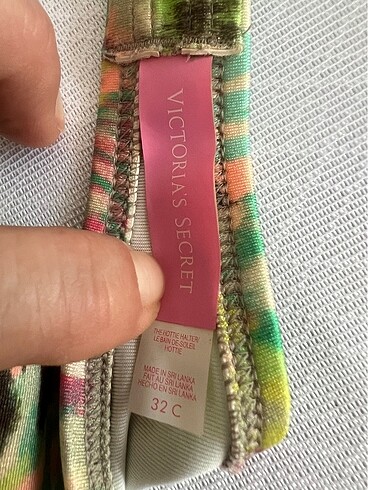 VICTORIA'S SECRET
THE HOTTIE HALTER/
LE BAIN-DE-SOLEIL
HOTTIE
MADE IN SRI LANKA
FAIT AU SRI LANKA
HECHO EN SRI LANKA
32 C